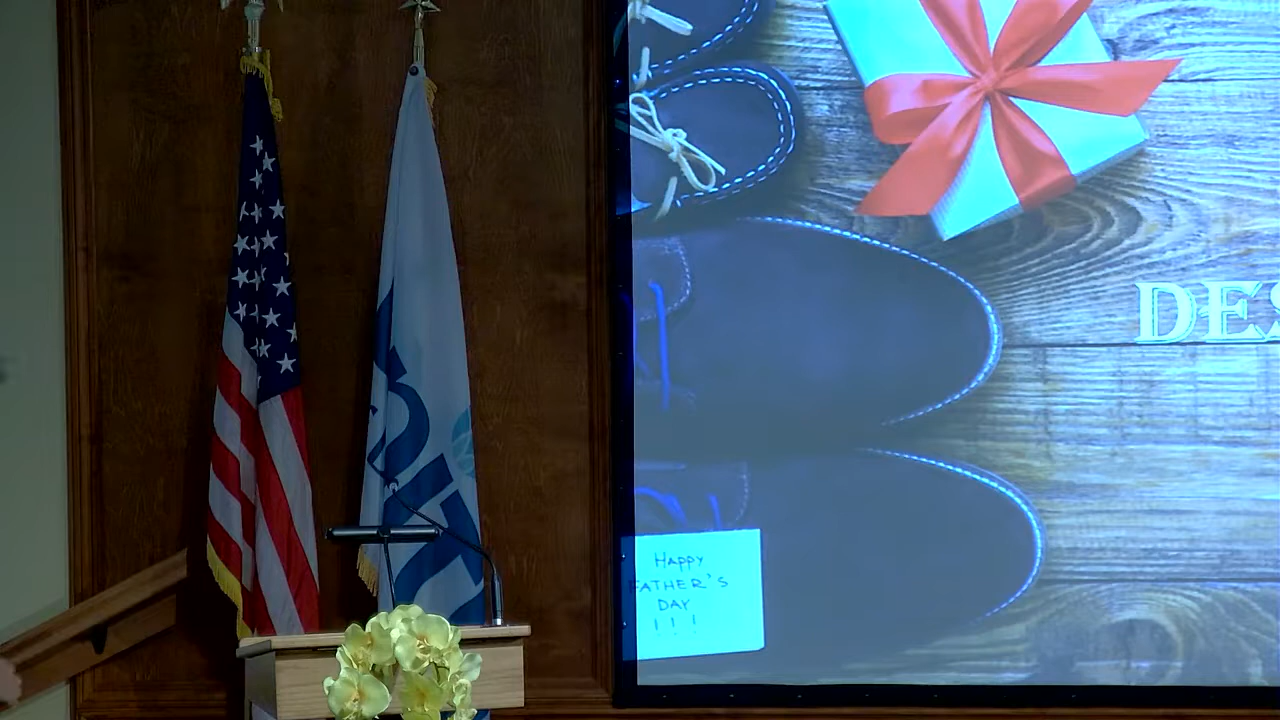 DES
Happy
FATHER'S
DAY
! ! !